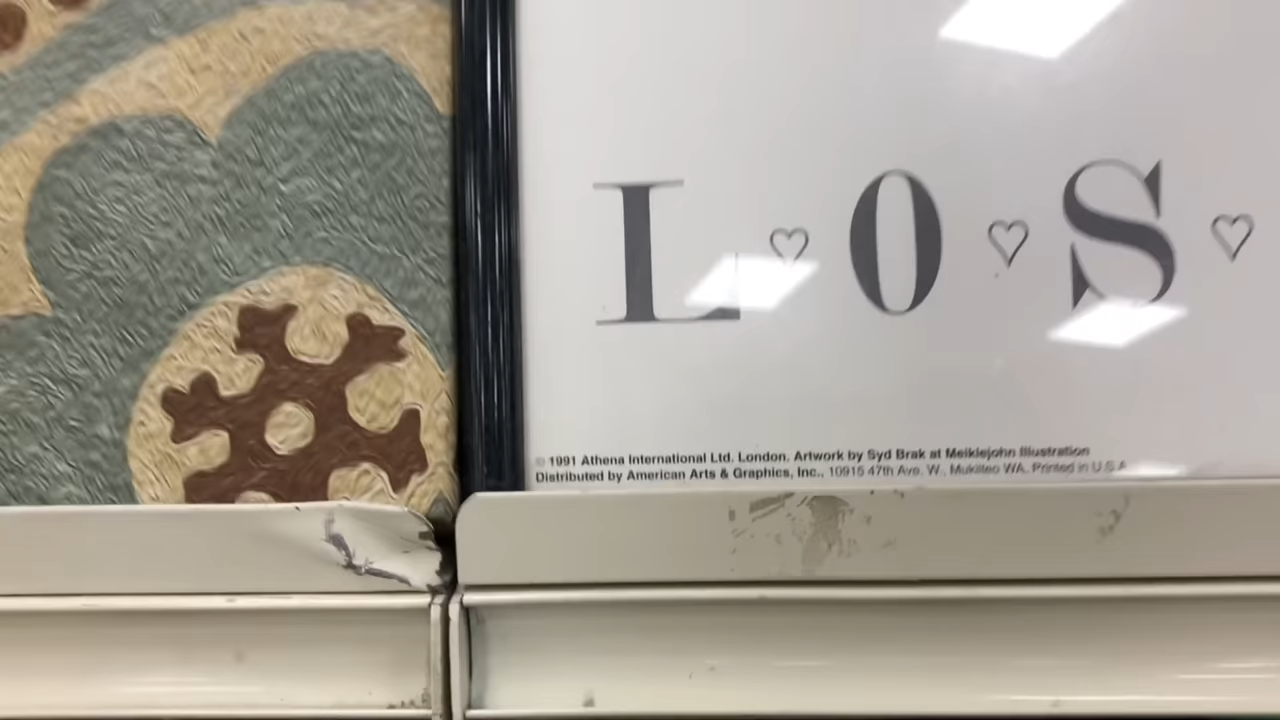 L♡O♡S♡
© 1991 Athena International Ltd. London. Artwork by Syd Brak at Meiklejohn Illustration
Distributed by American Arts & Graphics, Inc., 10915 47th Ave. W., Mukilteo WA. Printed in U.S.A